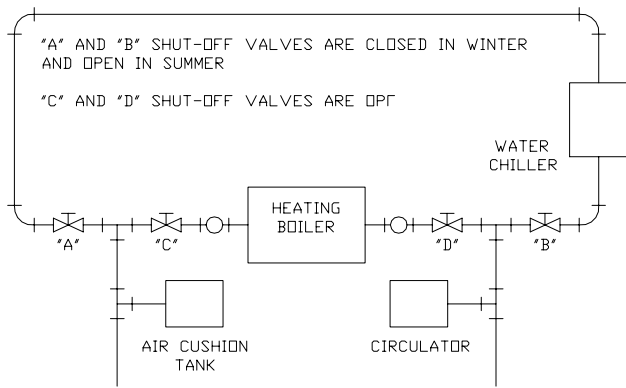 "A" AND "B" SHUT-OFF VALVES ARE CLOSED IN WINTER
AND OPEN IN SUMMER
"C" AND "D" SHUT-OFF VALVES ARE
WATER
CHILLER
HEATING
BOILER
"A"
"C"
"D"
"B"
AIR CUSHION
TANK
CIRCULATOR